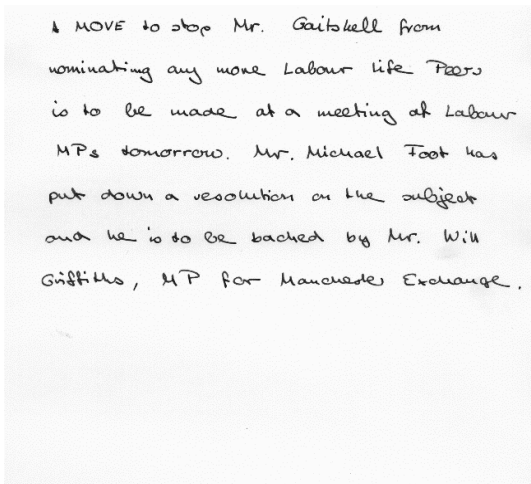 A MOVE to stop Mr. Gaitskell from
nominating any more Labour life Peers
is to be made at a meeting of Labour
MPs tomorrow. Mr. Michael Foot has
put down a resolution on the subject
and he is to be backed by Mr. Will
Griffiths, MP for Manchester Exchange.